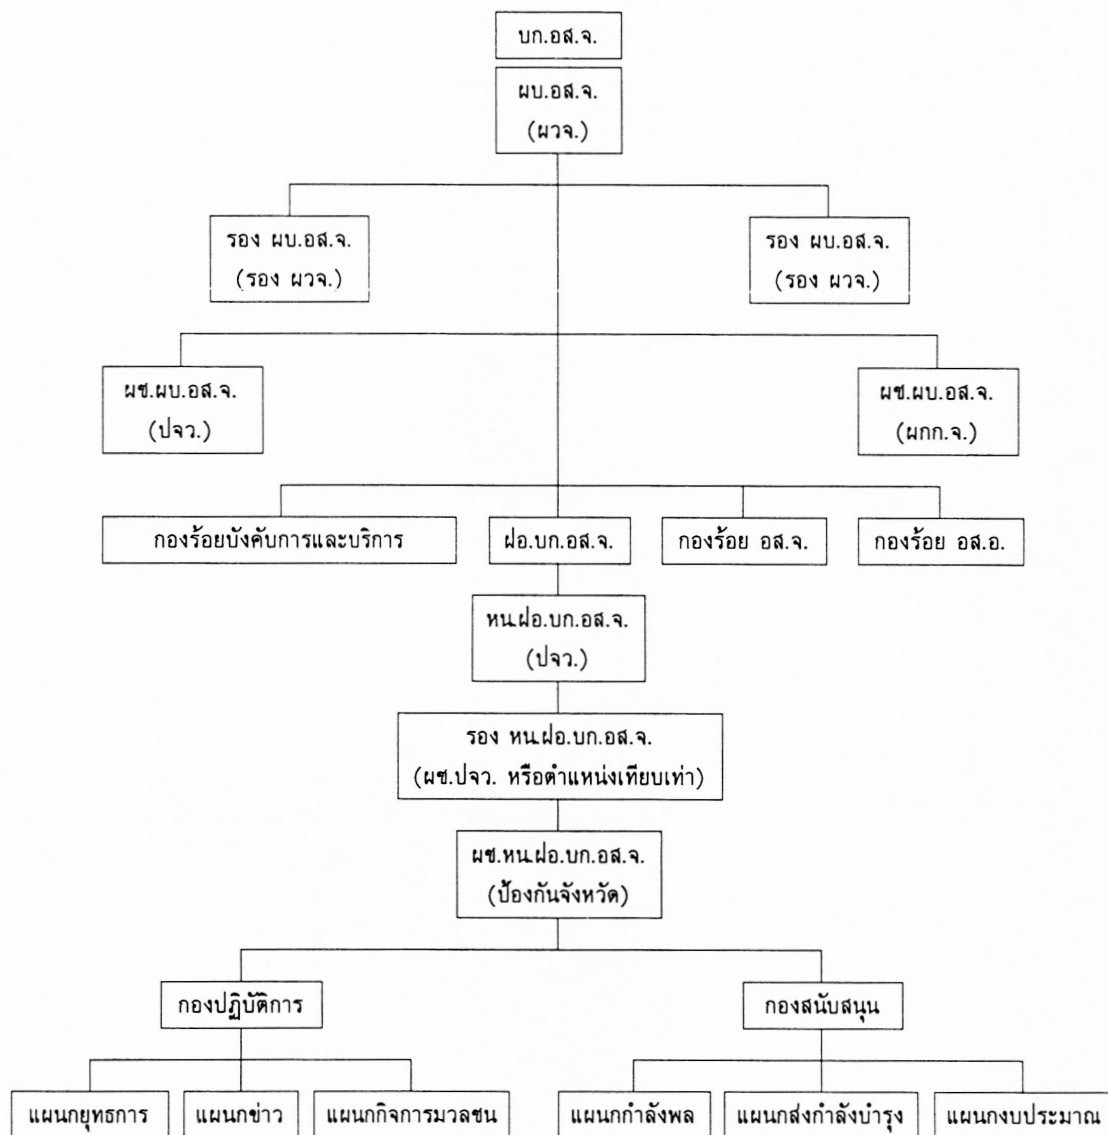 บก.อส.จ.
ผบ.อส.จ.
(ผวจ.)
รอง ผบ.อส.จ.
(รอง ผวจ.)
รอง ผบ.อส.จ.
(รอง ผวจ.)
ผช.ผบ.อส.จ.
(ปจว.)
ผช.ผบ.อส.จ.
(ผกก.จ.)
กองร้อยบังคับการและบริการ
ฝอ.บก.อส.จ.
กองร้อย อส.จ.
กองร้อย อส.อ.
หน.ฝอ.บก.อส.จ.
(ปจว.)
รอง หน.ฝอ.บก.อส.จ.
(ผช.ปจว. หรือตำแหน่งเทียบเท่า)
ผช.หน.ฝอ.บก.อส.จ.
(ป้องกันจังหวัด)
กองปฏิบัติการ
กองสนับสนุน
แผนกยุทธการ
แผนกข่าว
แผนกกิจการมวลชน
แผนกกำลังพล
แผนกส่งกำลังบำรุง
แผนกงบประมาณ